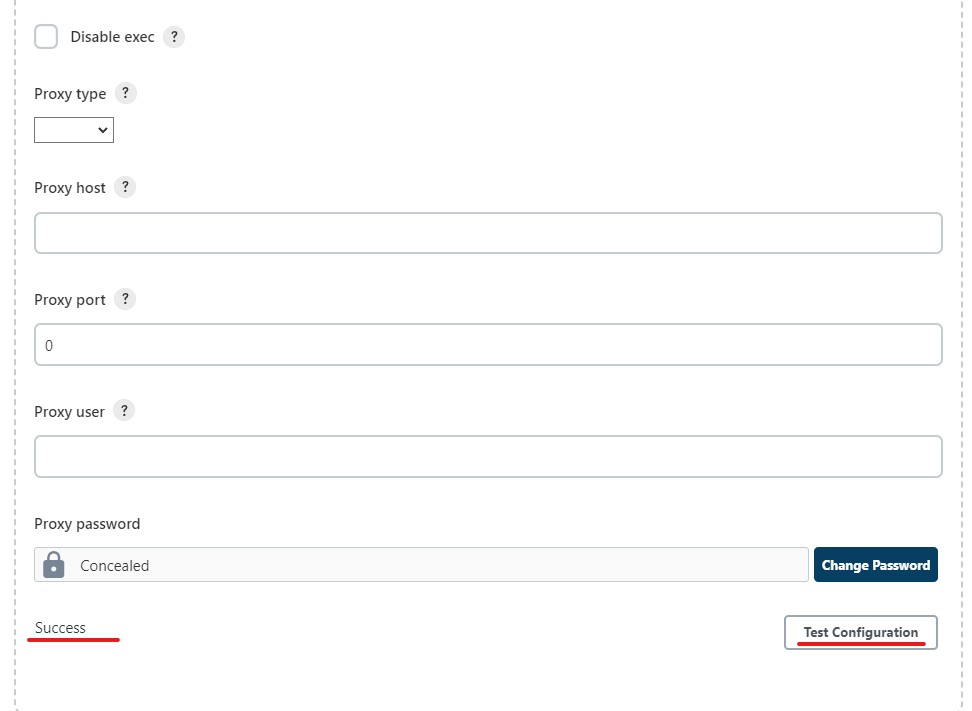 Disable exec ?
Proxy type ?
Proxy host ?
Proxy port ?
0
Proxy user ?
Proxy password
Concealed Change Password
Success Test Configuration